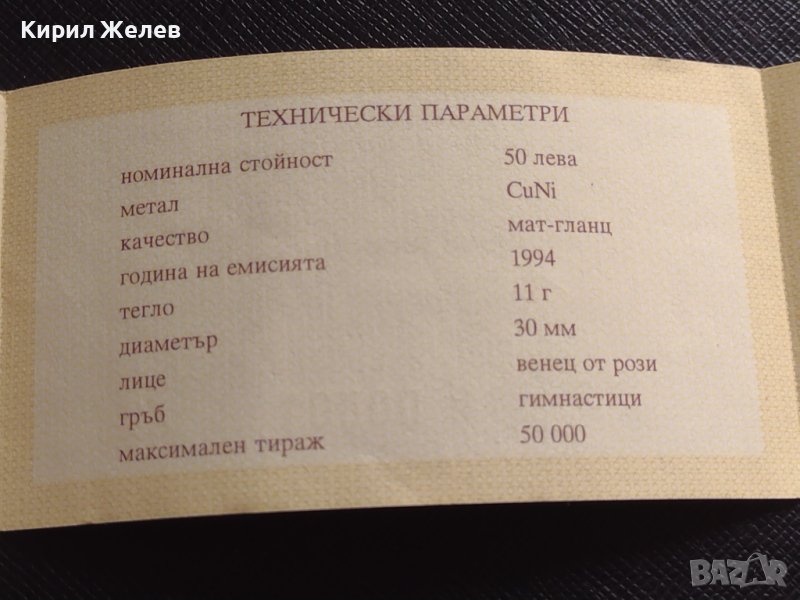 Кирил Желев
ТЕХНИЧЕСКИ ПАРАМЕТРИ
номинална стойност 50 лева
метал CuNi
качество мат-гланц
година на емисията 1994
тегло 11 г
диаметър 30 мм
лице венец от рози
гръб гимнастици
максимален тираж 50 000
BAZAR